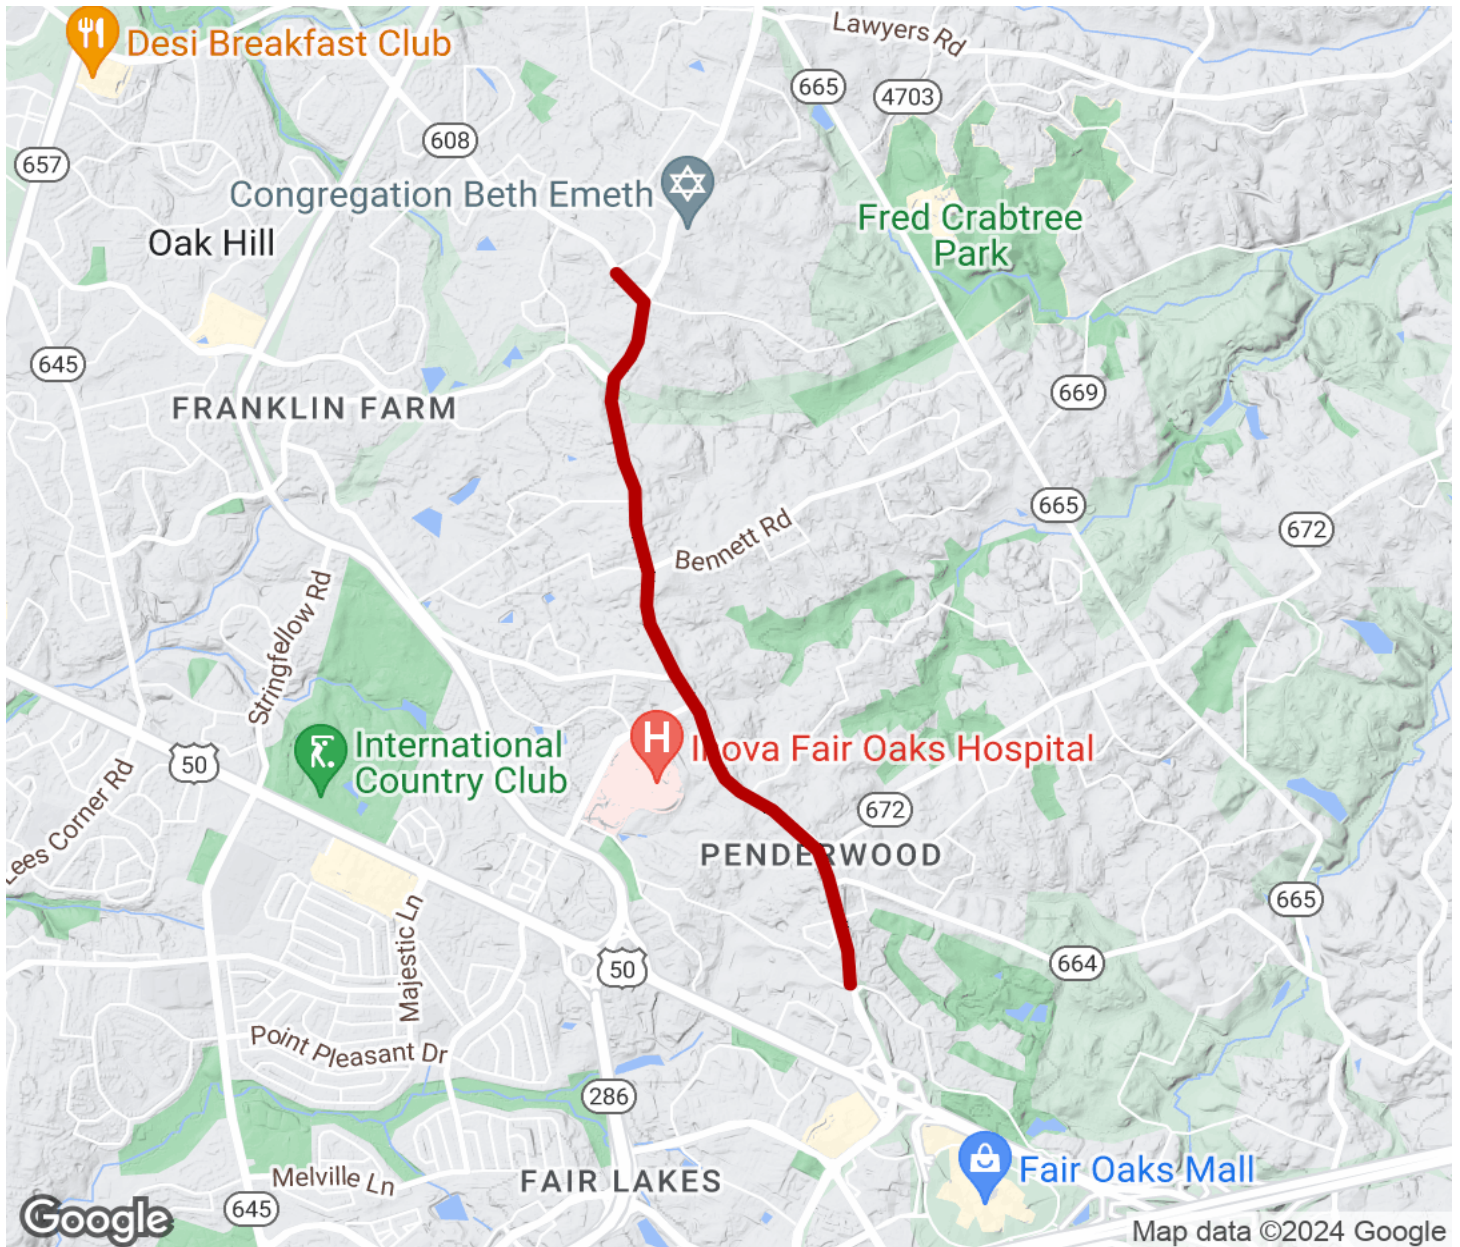 Lawyers Rd
Desi Breakfast Club
665
4703
608
657
Congregation Beth Emeth
Fred Crabtree
Park
Oak Hill
645
669
FRANKLIN FARM
665
672
Bennett Rd
Stringfellow Rd
50
International
Country Club
H
Inova Fair Oaks Hospital
Lees Corner Rd
672
PENDERWOOD
665
Majestic Ln
50
664
Point Pleasant Dr
286
Melville Ln
FAIR LAKES
Fair Oaks Mall
645
Google
Map data ©2024 Google